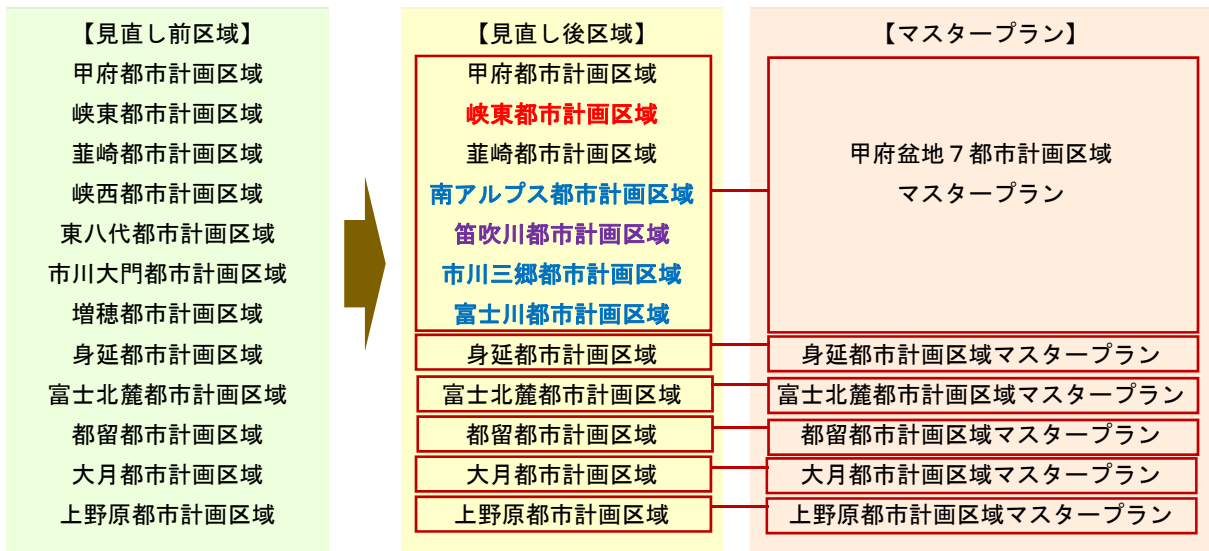 【見直し前区域】
甲府都市計画区域
峡東都市計画区域
韮崎都市計画区域
峡西都市計画区域
東八代都市計画区域
市川大門都市計画区域
増穂都市計画区域
身延都市計画区域
富士北麓都市計画区域
都留都市計画区域
大月都市計画区域
上野原都市計画区域
【見直し後区域】
甲府都市計画区域
峡東都市計画区域
韮崎都市計画区域
南アルプス都市計画区域
笛吹川都市計画区域
市川三郷都市計画区域
富士川都市計画区域
身延都市計画区域
富士北麓都市計画区域
都留都市計画区域
大月都市計画区域
上野原都市計画区域
【マスタープラン】
甲府盆地７都市計画区域
マスタープラン
身延都市計画区域マスタープラン
富士北麓都市計画区域マスタープラン
都留都市計画区域マスタープラン
大月都市計画区域マスタープラン
上野原都市計画区域マスタープラン